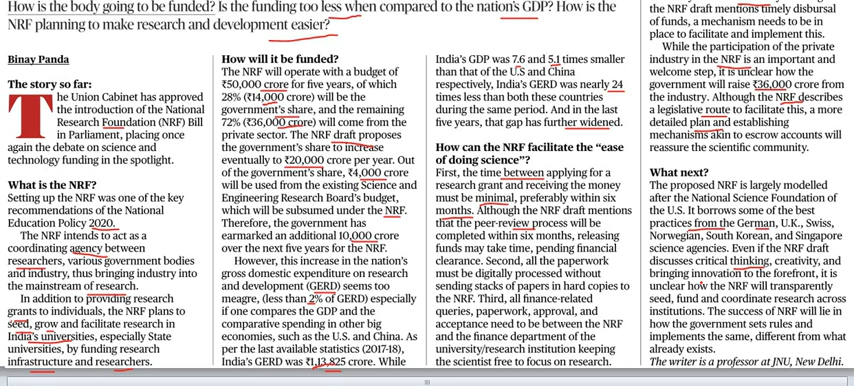 How is the body going to be funded? Is the funding too less when compared to the nation's GDP? How is the
NRF planning to make research and development easier?
Binay Panda
The story so far:
The Union Cabinet has approved
the introduction of the National
Research Foundation (NRF) Bill
in Parliament, placing once
again the debate on science and
technology funding in the spotlight.
What is the NRF?
Setting up the NRF was one of the key
recommendations of the National
Education Policy 2020.
The NRF intends to act as a
coordinating agency between
researchers, various government bodies
and industry, thus bringing industry into
the mainstream of research.
In addition to providing research
grants to individuals, the NRF plans to
seed, grow and facilitate research in
India's universities, especially State
universities, by funding research
infrastructure and researchers.
How will it be funded?
The NRF will operate with a budget of
₹50,000 crore for five years, of which
28% (₹14,000 crore) will be the
government's share, and the remaining
72% (₹36,000 crore) will come from the
private sector. The NRF draft proposes
the government's share to increase
eventually to ₹20,000 crore per year. Out
of the government's share, ₹4,000 crore
will be used from the existing Science and
Engineering Research Board's budget,
which will be subsumed under the NRF.
Therefore, the government has
earmarked an additional 10,000 crore
over the next five years for the NRF.
However, this increase in the nation's
gross domestic expenditure on research
and development (GERD) seems too
meagre, (less than 2% of GERD) especially
if one compares the GDP and the
comparative spending in other big
economies, such as the U.S. and China. As
per the last available statistics (2017-18),
India's GERD was ₹1,13,825 crore. While
India's GDP was 7.6 and 5.1 times smaller
than that of the U.S and China
respectively, India's GERD was nearly 24
times less than both these countries
during the same period. And in the last
five years, that gap has further widened.
How can the NRF facilitate the "ease
of doing science"?
First, the time between applying for a
research grant and receiving the money
must be minimal, preferably within six
months. Although the NRF draft mentions
that the peer-review process will be
completed within six months, releasing
funds may take time, pending financial
clearance. Second, all the paperwork
must be digitally processed without
sending stacks of papers in hard copies to
the NRF. Third, all finance-related
queries, paperwork, approval, and
acceptance need to be between the NRF
and the finance department of the
university/research institution keeping
the scientist free to focus on research.
the NRF draft mentions timely disbursal
of funds, a mechanism needs to be in
place to facilitate and implement this.
While the participation of the private
industry in the NRF is an important and
welcome step, it is unclear how the
government will raise ₹36,000 crore from
the industry. Although the NRF describes
a legislative route to facilitate this, a more
detailed plan and establishing
mechanisms akin to escrow accounts will
reassure the scientific community.
What next?
The proposed NRF is largely modelled
after the National Science Foundation of
the U.S. It borrows some of the best
practices from the German, U.K., Swiss,
Norwegian, South Korean, and Singapore
science agencies. Even if the NRF draft
discusses critical thinking, creativity, and
bringing innovation to the forefront, it is
unclear how the NRF will transparently
seed, fund and coordinate research across
institutions. The success of NRF will lie in
how the government sets rules and
implements the same, different from what
already exists.
The writer is a professor at JNU, New Delhi.